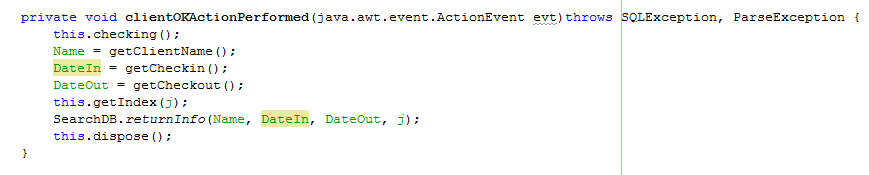 private void clientOKActionPerformed(java.awt.event.ActionEvent evt)throws SQLException, ParseException {
this.checking();
Name = getClientName();
DateIn = getCheckin();
DateOut = getCheckout();
this.getIndex(j);
SearchDB.returnInfo(Name, DateIn, DateOut, j);
this.dispose();
}